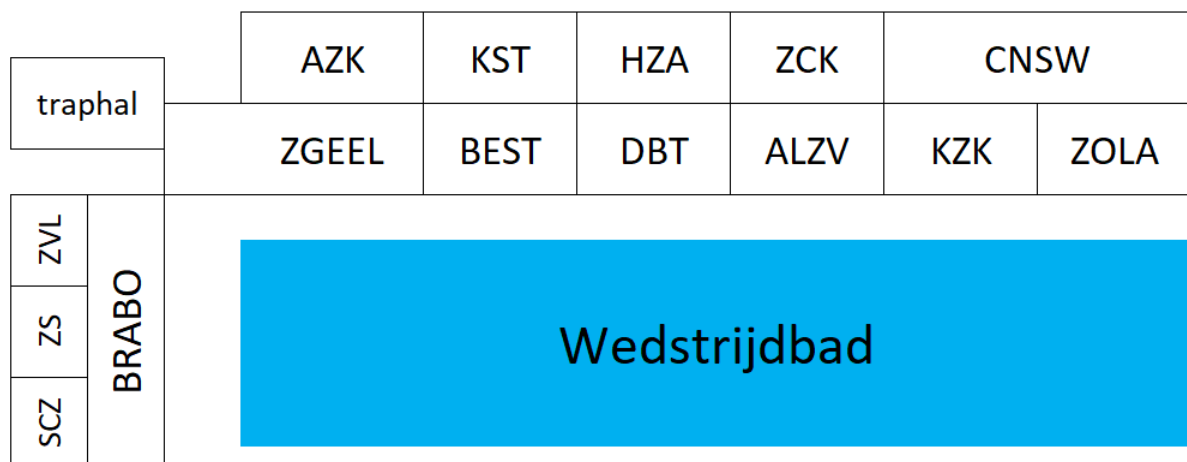 AZK KST HZA ZCK CNSW
traphal
ZGEEL BEST DBT ALZV KZK ZOLA
ZVL
ZS
SCZ
BRABO
Wedstrijdbad